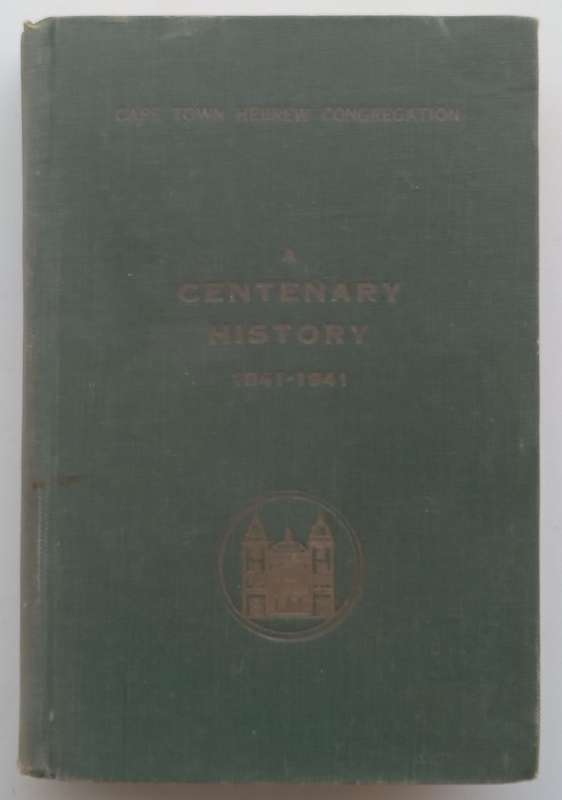 CAPE TOWN HEBREW CONGREGATION
A
CENTENARY
HISTORY
1841-1941